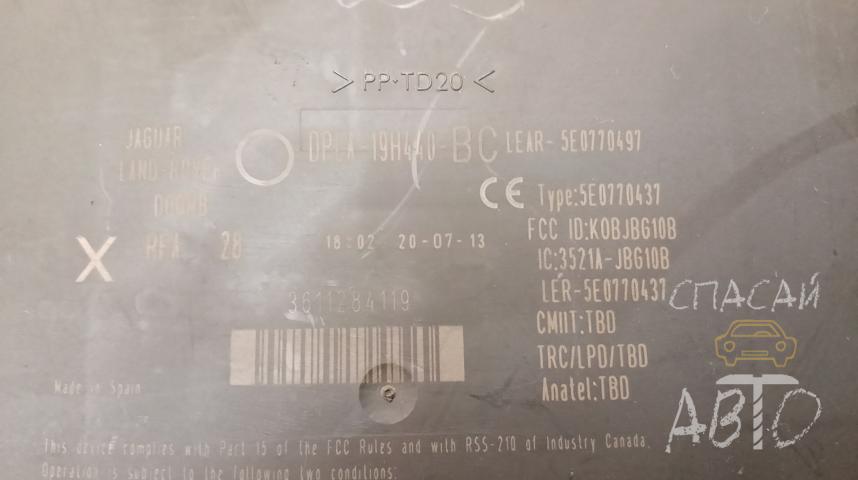 >PP-TD20<
JAGUAR
LAND-ROVER
DPLA-19H440-BC LEAR-5E0770497
CE Type:5E0770437
FCC ID:KOBJBG10B
X RFA 28
18:02 20-07-13
IC:3521A-JBG10B
LER-5E0770437
3611284119
CMIIT:TBD
TRC/LPD/TBD
Made in Spain
Anatel:TBD
This device complies with Part 15 of the FCC Rules and with RSS-210 of Industry Canada.
Operation is subject to the following two conditions:
СПАСАЙ
АВТО